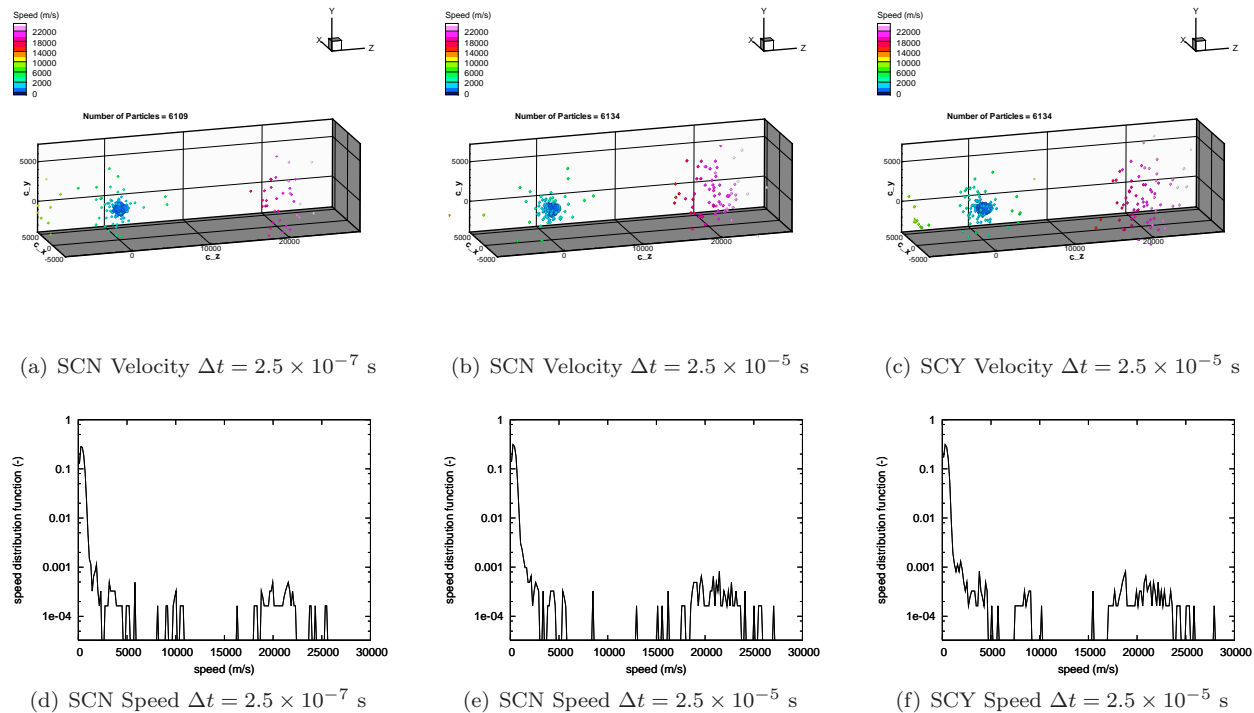 Speed (m/s)
22000
18000
14000
10000
6000
2000
0
Y
X
Z
Number of Particles = 6109
5000
c_y
0
5000
c_x
0
-5000
0
10000
c_z
20000
(a) SCN Velocity Δt = 2.5 × 10⁻⁷ s
Speed (m/s)
22000
18000
14000
10000
6000
2000
0
Y
X
Z
Number of Particles = 6134
5000
c_y
0
5000
c_x
0
-5000
0
10000
c_z
20000
(b) SCN Velocity Δt = 2.5 × 10⁻⁵ s
Speed (m/s)
22000
18000
14000
10000
6000
2000
0
Y
X
Z
Number of Particles = 6134
5000
c_y
0
5000
c_x
0
-5000
0
10000
c_z
20000
(c) SCY Velocity Δt = 2.5 × 10⁻⁵ s
1
0.1
0.01
0.001
1e-04
speed distribution function (-)
0 5000 10000 15000 20000 25000 30000
speed (m/s)
(d) SCN Speed Δt = 2.5 × 10⁻⁷ s
1
0.1
0.01
0.001
1e-04
speed distribution function (-)
0 5000 10000 15000 20000 25000 30000
speed (m/s)
(e) SCN Speed Δt = 2.5 × 10⁻⁵ s
1
0.1
0.01
0.001
1e-04
speed distribution function (-)
0 5000 10000 15000 20000 25000 30000
speed (m/s)
(f) SCY Speed Δt = 2.5 × 10⁻⁵ s